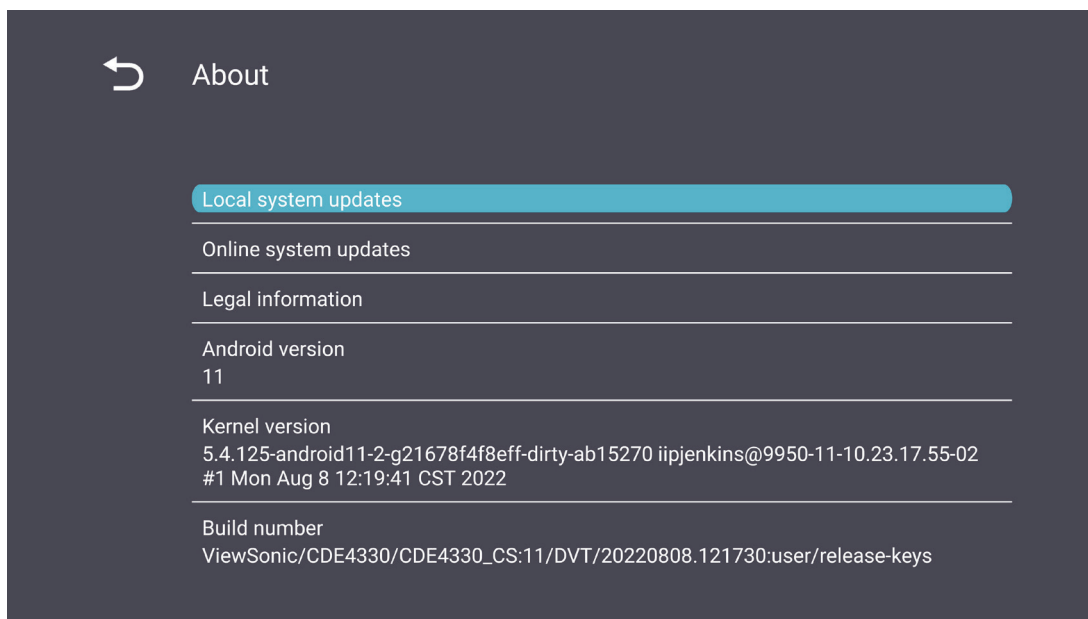 About
Local system updates
Online system updates
Legal information
Android version
11
Kernel version
5.4.125-android11-2-g21678f4f8eff-dirty-ab15270 iipjenkins@9950-11-10.23.17.55-02
#1 Mon Aug 8 12:19:41 CST 2022
Build number
ViewSonic/CDE4330/CDE4330_CS:11/DVT/20220808.121730:user/release-keys